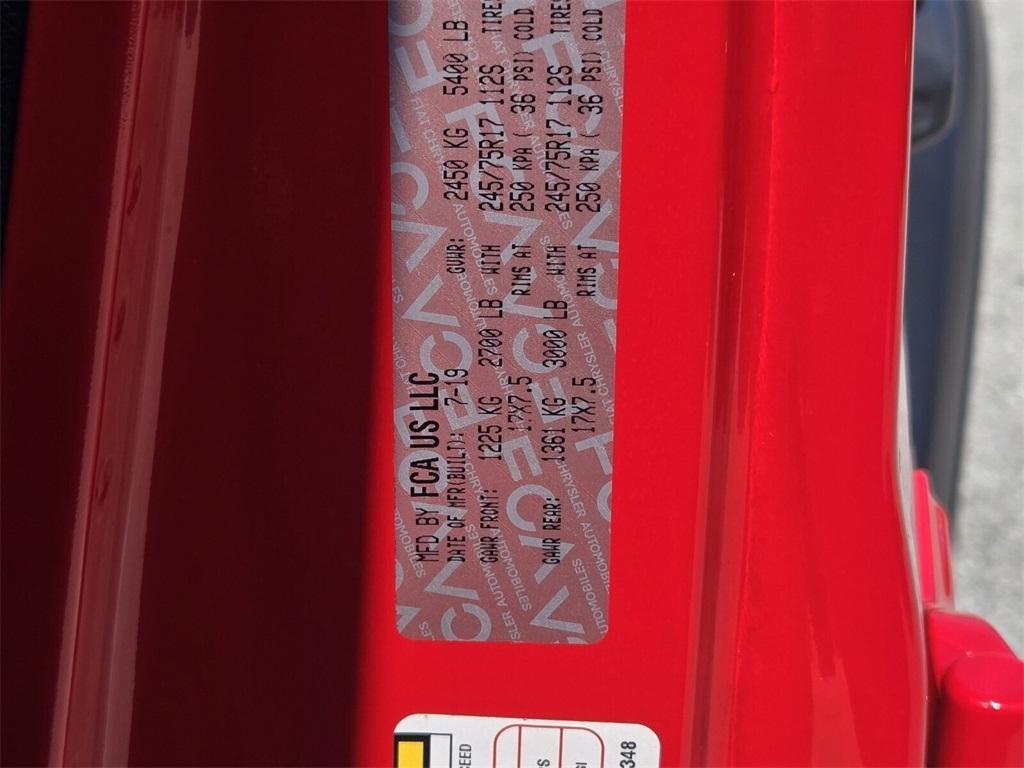 MFD BY FCA US LLC
DATE OF MFR(BUILT): 7-19 GVWR: 2450 KG 5400 LB
GAWR FRONT: 1225 KG 2700 LB WITH 245/75R17 112S TIRES
17X7.5 RIMS AT 250 KPA ( 36 PSI) COLD
GAWR REAR: 1361 KG 3000 LB WITH 245/75R17 112S TIRES
17X7.5 RIMS AT 250 KPA ( 36 PSI) COLD
348